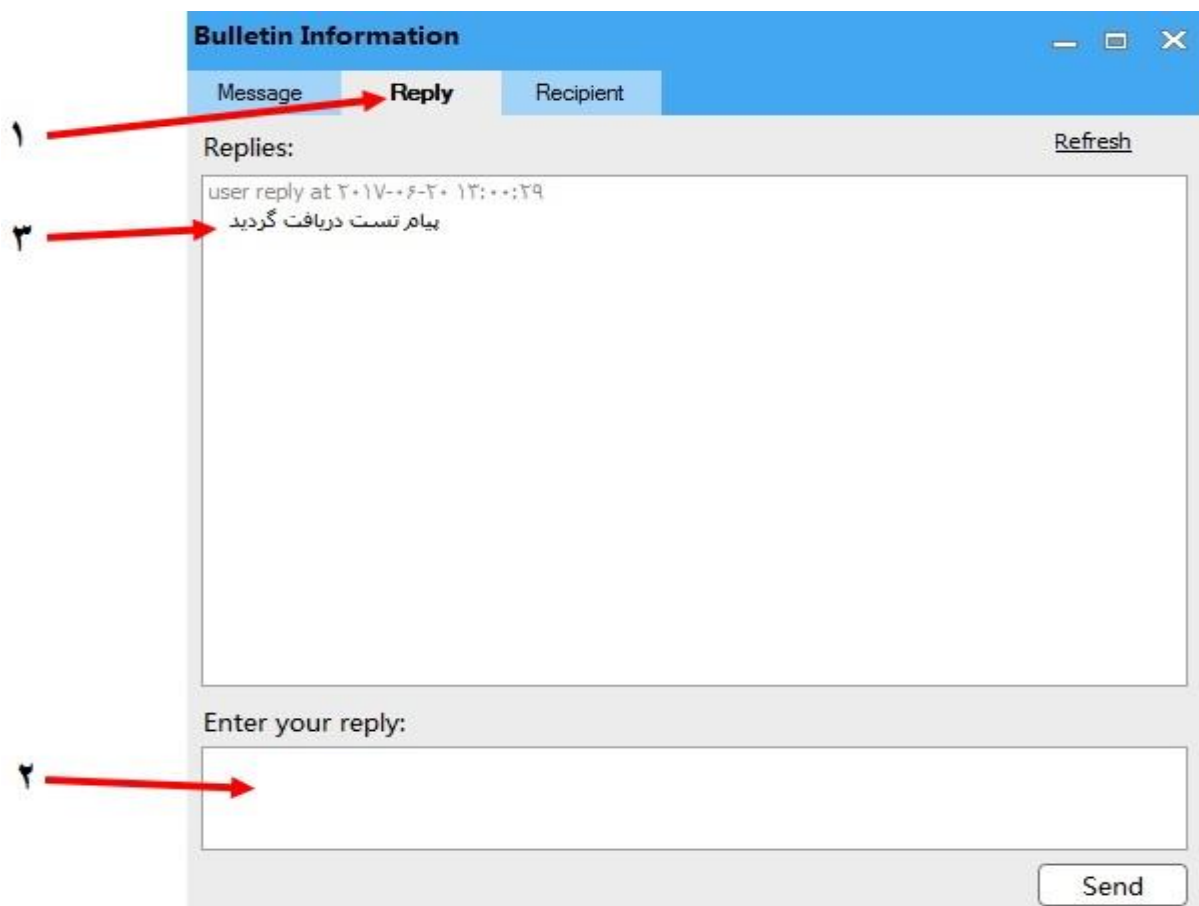 Bulletin Information
Message Reply Recipient
۱
Replies: Refresh
user reply at ۲۰۱۷-۰۶-۲۰ ۱۳:۰۰:۲۹
۳
پیام تست دریافت گردید
Enter your reply:
۲
Send